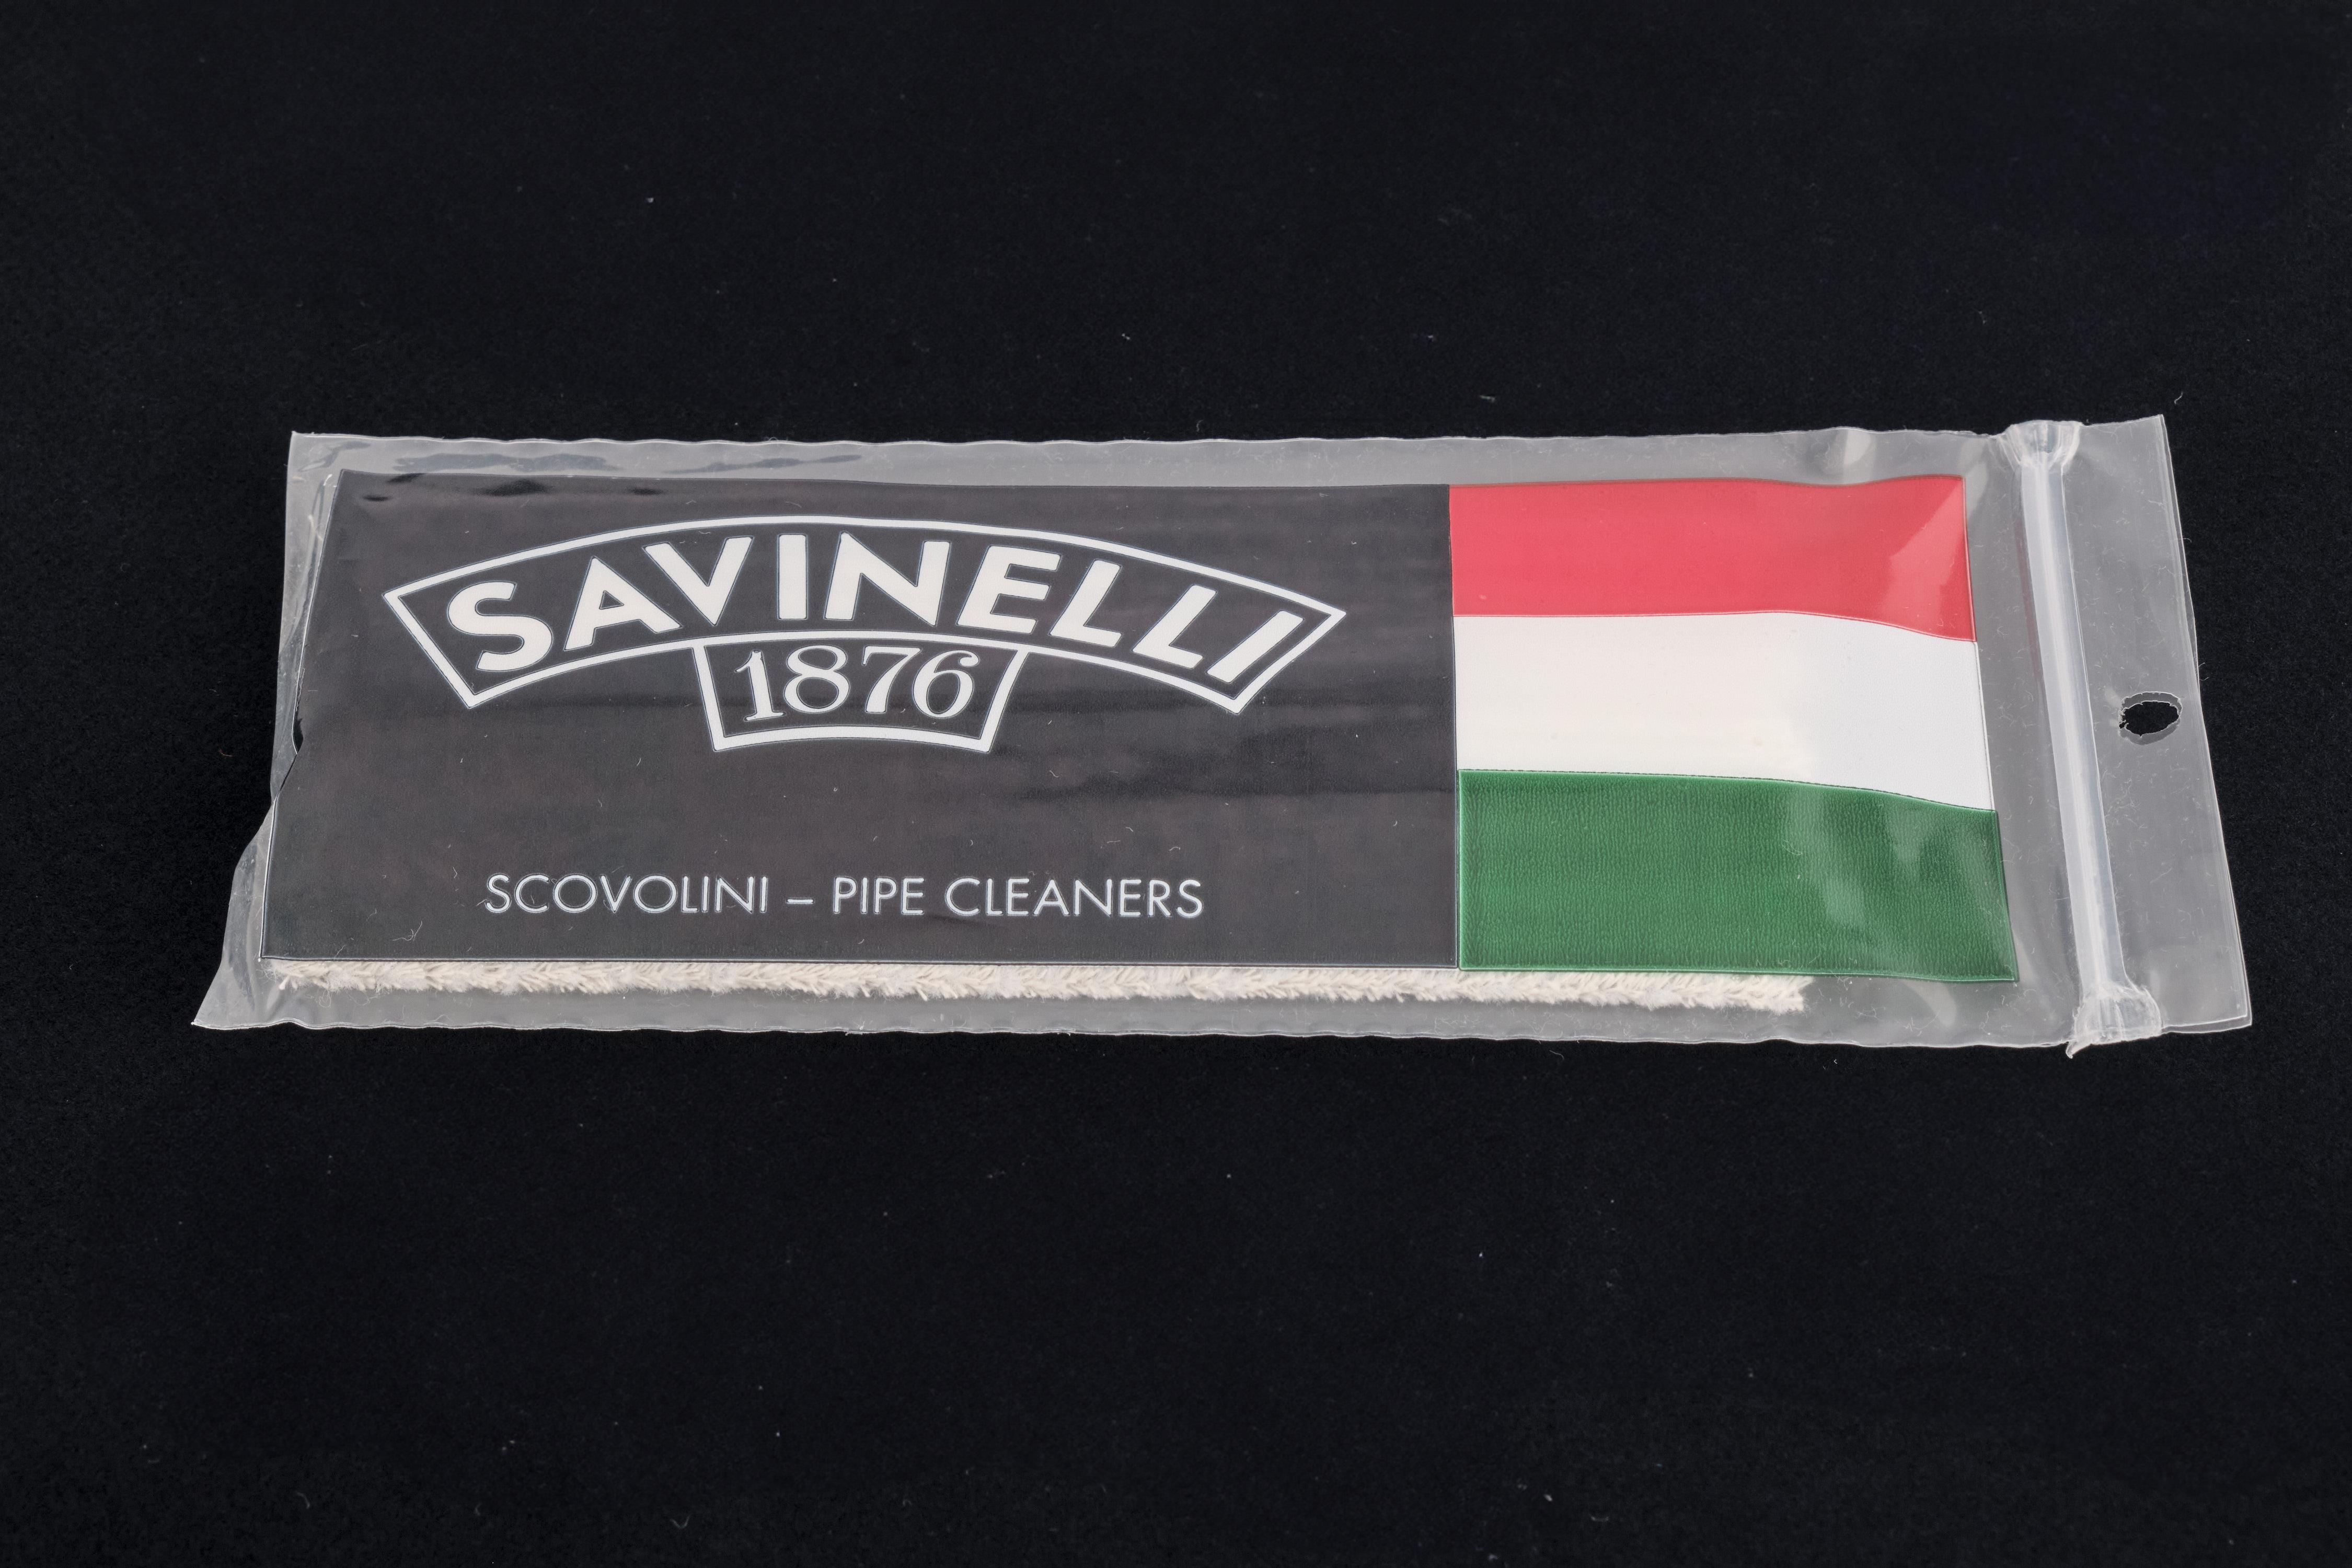 SAVINELLI
1876
SCOVOLINI – PIPE CLEANERS